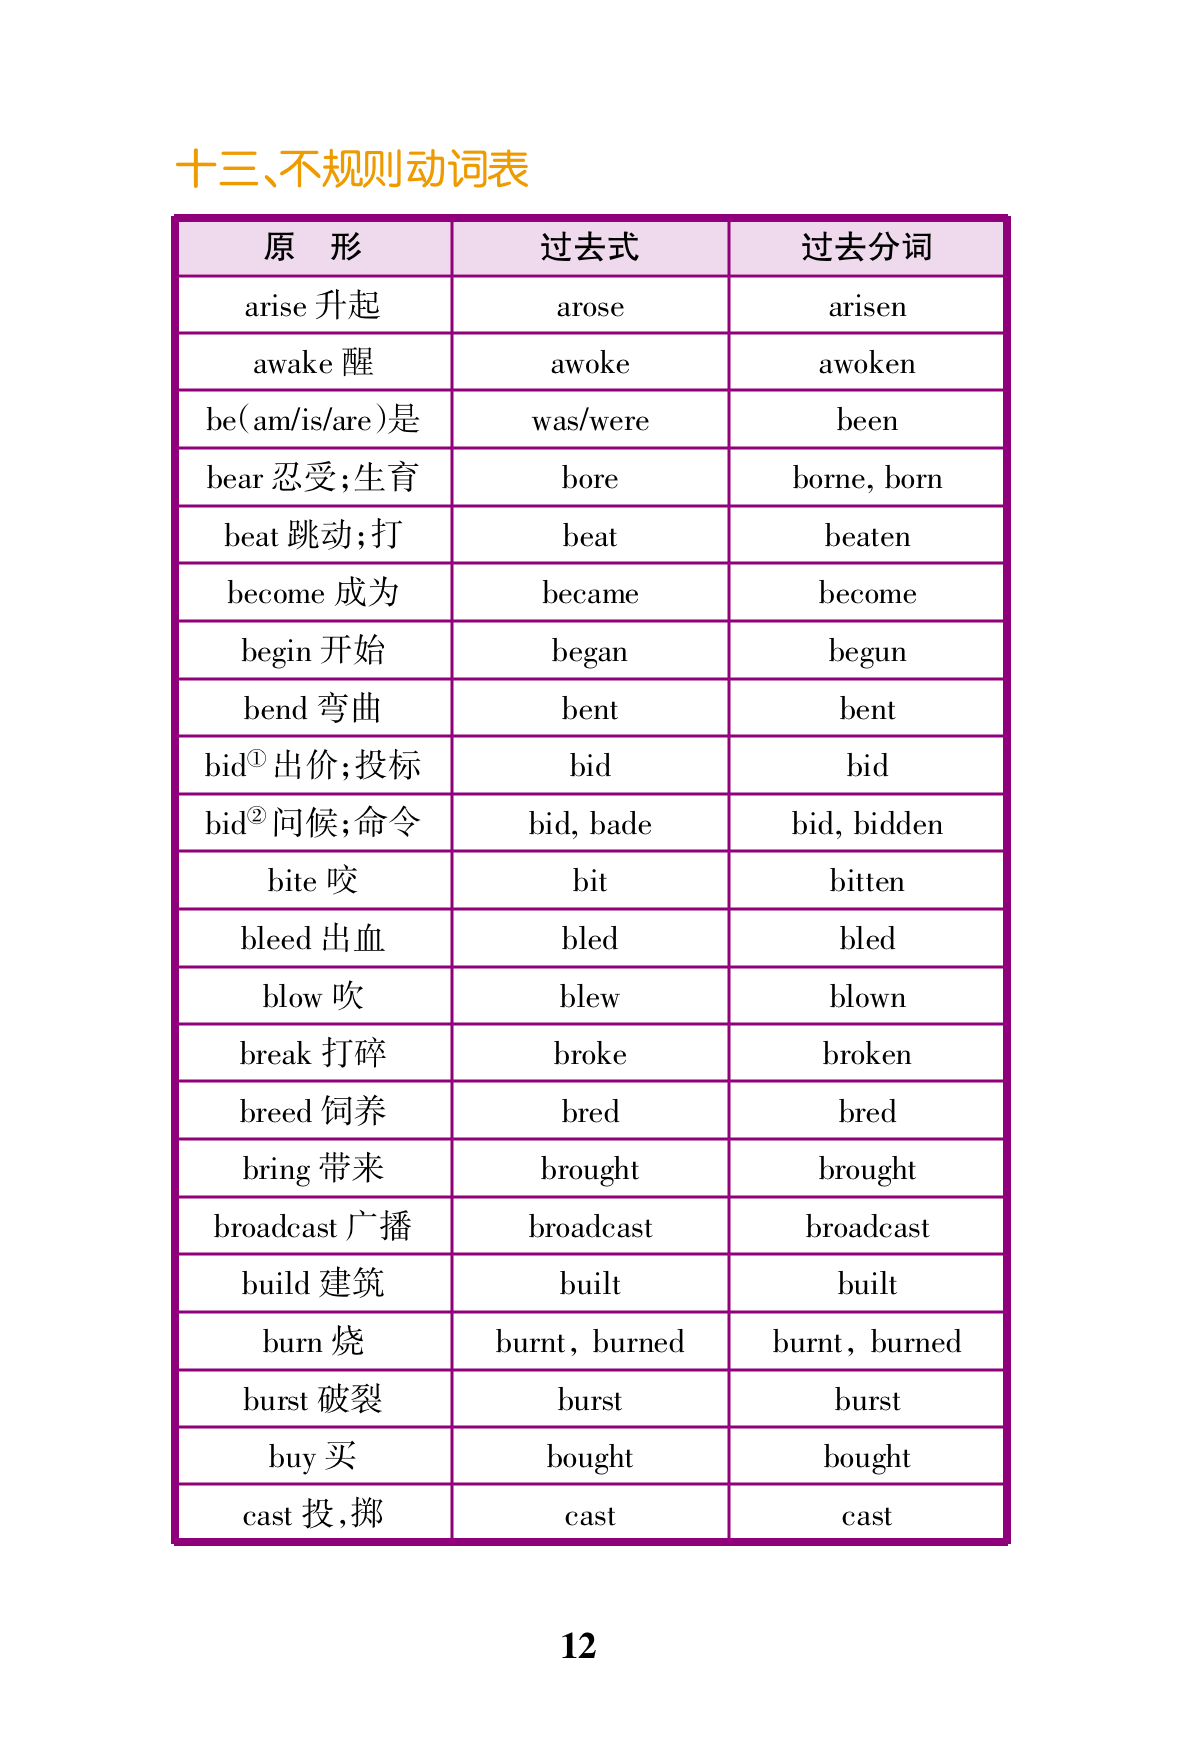 十三、不规则动词表
原 形 过去式 过去分词
arise 升起 arose arisen
awake 醒 awoke awoken
be(am/is/are)是 was/were been
bear 忍受;生育 bore borne, born
beat 跳动;打 beat beaten
become 成为 became become
begin 开始 began begun
bend 弯曲 bent bent
bid① 出价;投标 bid bid
bid② 问候;命令 bid, bade bid, bidden
bite 咬 bit bitten
bleed 出血 bled bled
blow 吹 blew blown
break 打碎 broke broken
breed 饲养 bred bred
bring 带来 brought brought
broadcast 广播 broadcast broadcast
build 建筑 built built
burn 烧 burnt, burned burnt, burned
burst 破裂 burst burst
buy 买 bought bought
cast 投,掷 cast cast
12